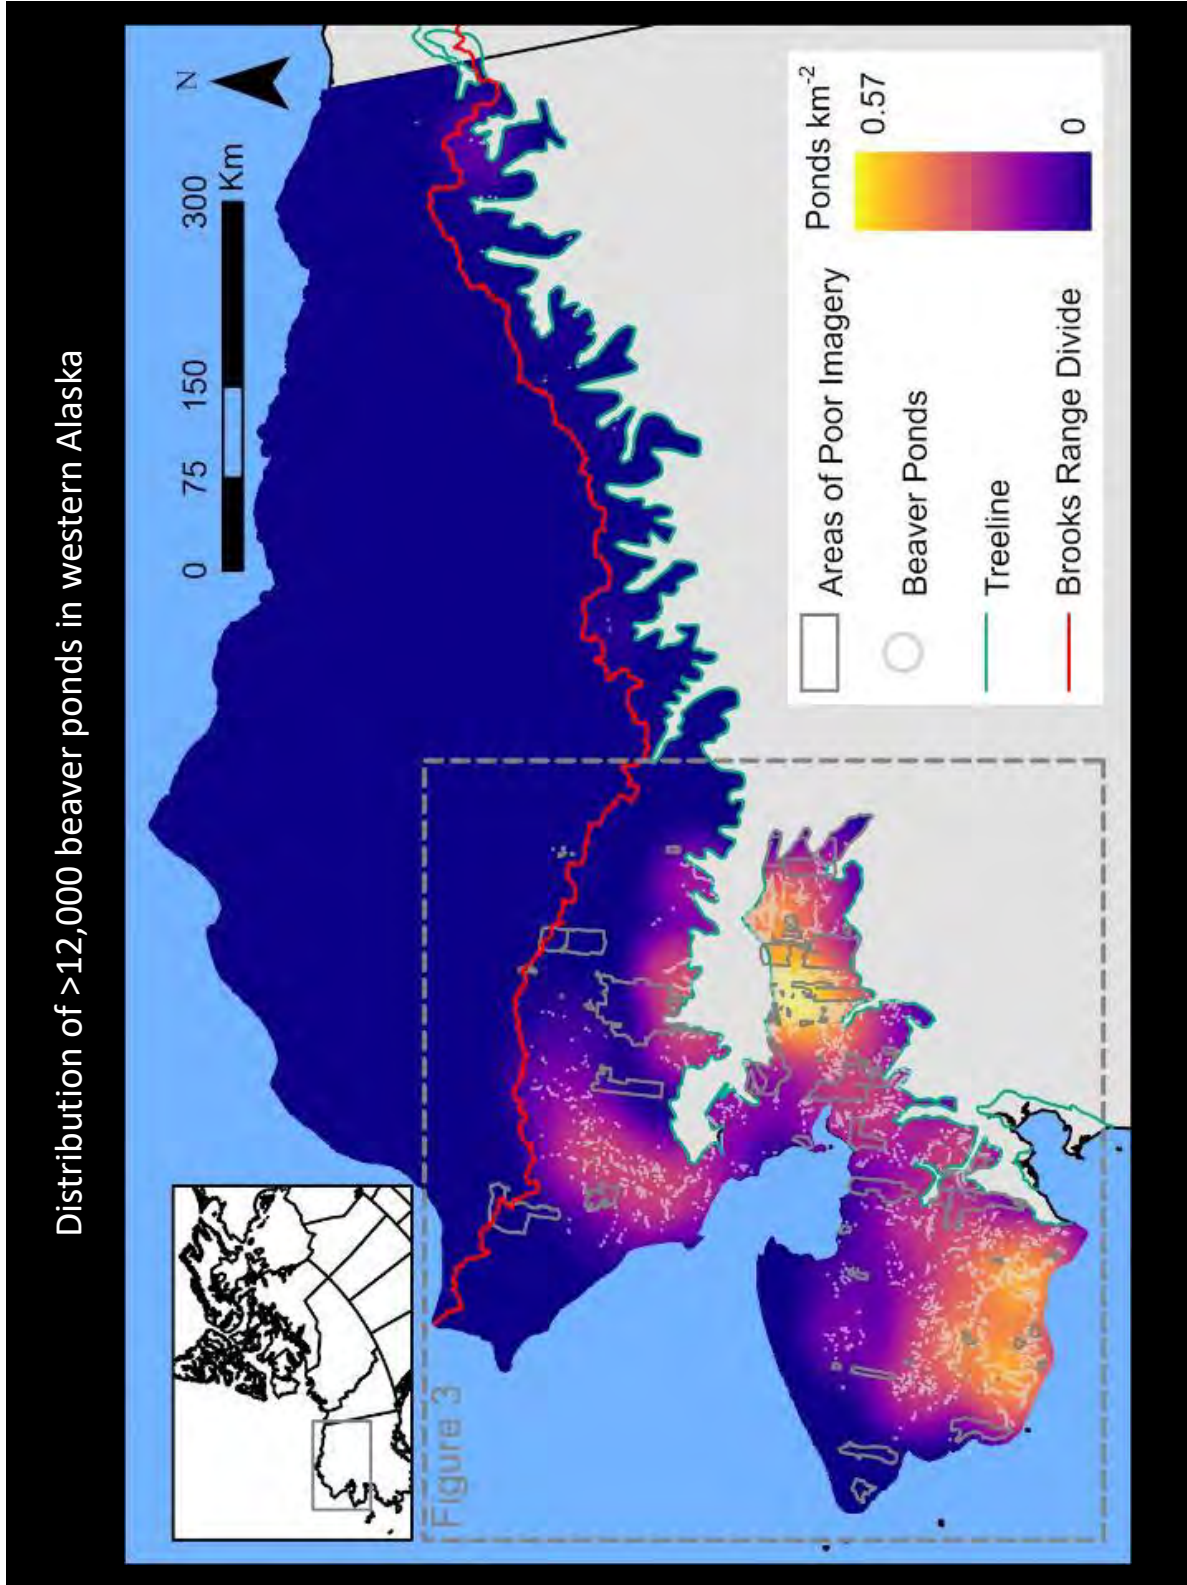 Distribution of >12,000 beaver ponds in western Alaska
N
0 75 150 300
Km
Figure 3
Areas of Poor Imagery
Beaver Ponds
Treeline
Brooks Range Divide
Ponds km-2
0.57
0